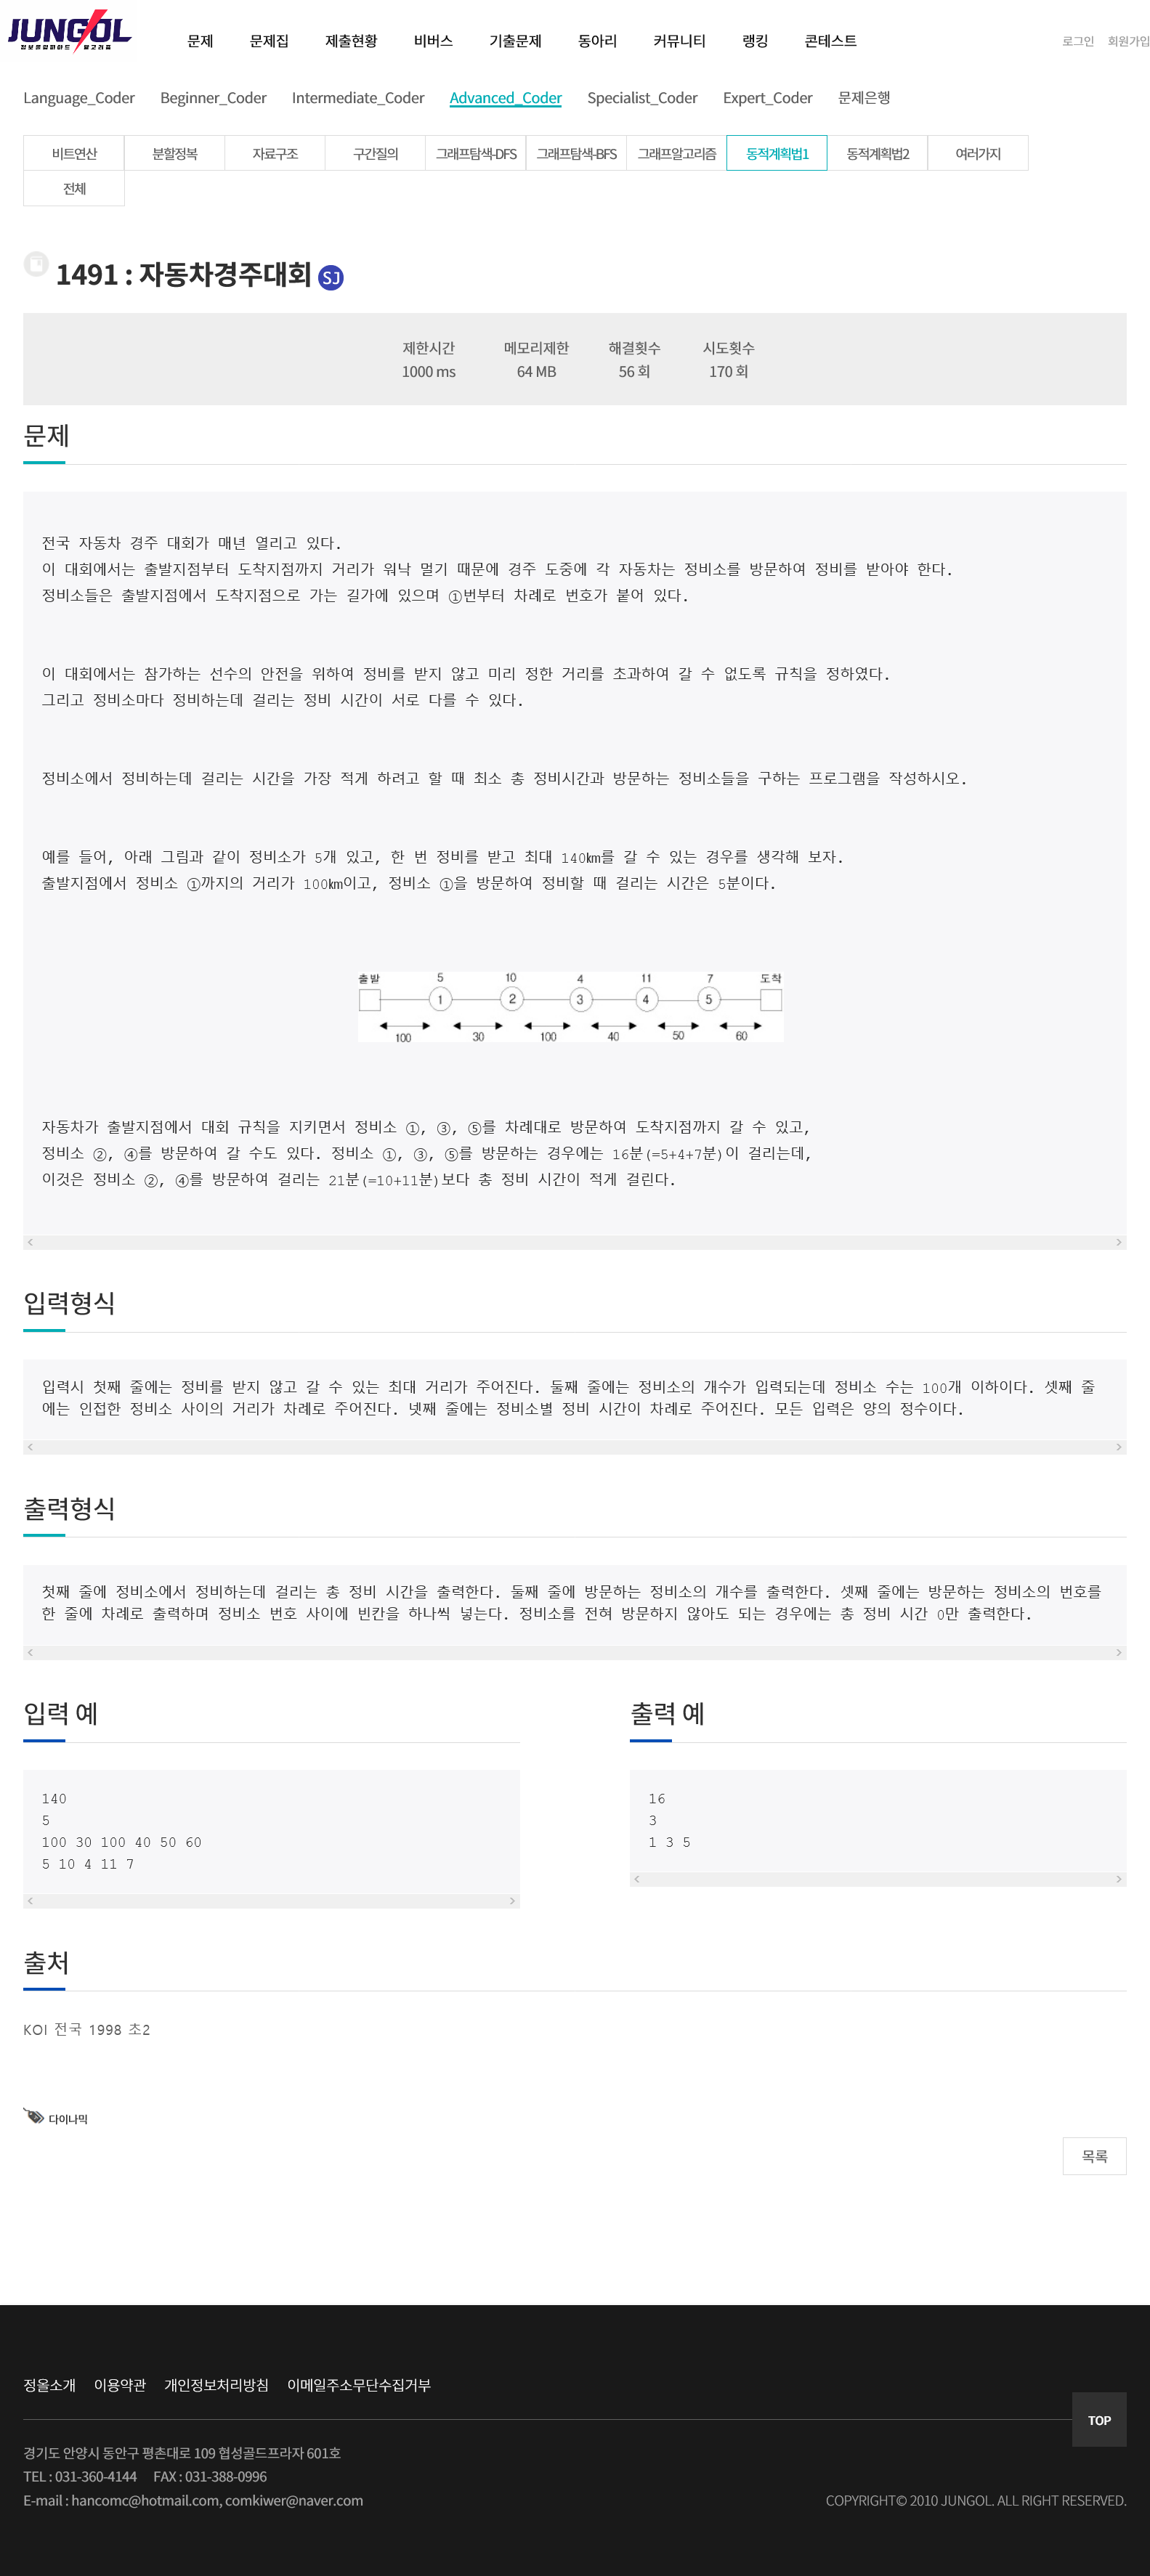 JUNGOL
정보올림피아드 알고리즘
문제 문제집 제출현황 비버스 기출문제 동아리 커뮤니티 랭킹 콘테스트 로그인 회원가입
Language_Coder Beginner_Coder Intermediate_Coder Advanced_Coder Specialist_Coder Expert_Coder 문제은행
비트연산 분할정복 자료구조 구간질의 그래프탐색-DFS 그래프탐색-BFS 그래프알고리즘 동적계획법1 동적계획법2 여러가지
전체
1491 : 자동차경주대회 SJ
제한시간 메모리제한 해결횟수 시도횟수
1000 ms 64 MB 56 회 170 회
문제
전국 자동차 경주 대회가 매년 열리고 있다.
이 대회에서는 출발지점부터 도착지점까지 거리가 워낙 멀기 때문에 경주 도중에 각 자동차는 정비소를 방문하여 정비를 받아야 한다.
정비소들은 출발지점에서 도착지점으로 가는 길가에 있으며 ①번부터 차례로 번호가 붙어 있다.
이 대회에서는 참가하는 선수의 안전을 위하여 정비를 받지 않고 미리 정한 거리를 초과하여 갈 수 없도록 규칙을 정하였다.
그리고 정비소마다 정비하는데 걸리는 정비 시간이 서로 다를 수 있다.
정비소에서 정비하는데 걸리는 시간을 가장 적게 하려고 할 때 최소 총 정비시간과 방문하는 정비소들을 구하는 프로그램을 작성하시오.
예를 들어, 아래 그림과 같이 정비소가 5개 있고, 한 번 정비를 받고 최대 140㎞를 갈 수 있는 경우를 생각해 보자.
출발지점에서 정비소 ①까지의 거리가 100㎞이고, 정비소 ①을 방문하여 정비할 때 걸리는 시간은 5분이다.
출발 5 10 4 11 7 도착
1 2 3 4 5
100 30 100 40 50 60
자동차가 출발지점에서 대회 규칙을 지키면서 정비소 ①, ③, ⑤를 차례대로 방문하여 도착지점까지 갈 수 있고,
정비소 ②, ④를 방문하여 갈 수도 있다. 정비소 ①, ③, ⑤를 방문하는 경우에는 16분(=5+4+7분)이 걸리는데,
이것은 정비소 ②, ④를 방문하여 걸리는 21분(=10+11분)보다 총 정비 시간이 적게 걸린다.
입력형식
입력시 첫째 줄에는 정비를 받지 않고 갈 수 있는 최대 거리가 주어진다. 둘째 줄에는 정비소의 개수가 입력되는데 정비소 수는 100개 이하이다. 셋째 줄
에는 인접한 정비소 사이의 거리가 차례로 주어진다. 넷째 줄에는 정비소별 정비 시간이 차례로 주어진다. 모든 입력은 양의 정수이다.
출력형식
첫째 줄에 정비소에서 정비하는데 걸리는 총 정비 시간을 출력한다. 둘째 줄에 방문하는 정비소의 개수를 출력한다. 셋째 줄에는 방문하는 정비소의 번호를
한 줄에 차례로 출력하며 정비소 번호 사이에 빈칸을 하나씩 넣는다. 정비소를 전혀 방문하지 않아도 되는 경우에는 총 정비 시간 0만 출력한다.
입력 예
140
5
100 30 100 40 50 60
5 10 4 11 7
출력 예
16
3
1 3 5
출처
KOI 전국 1998 초2
다이나믹
목록
정올소개 이용약관 개인정보처리방침 이메일주소무단수집거부
TOP
경기도 안양시 동안구 평촌대로 109 협성골드프라자 601호
TEL : 031-360-4144 FAX : 031-388-0996
E-mail : hancomc@hotmail.com, comkiwer@naver.com
COPYRIGHT© 2010 JUNGOL. ALL RIGHT RESERVED.